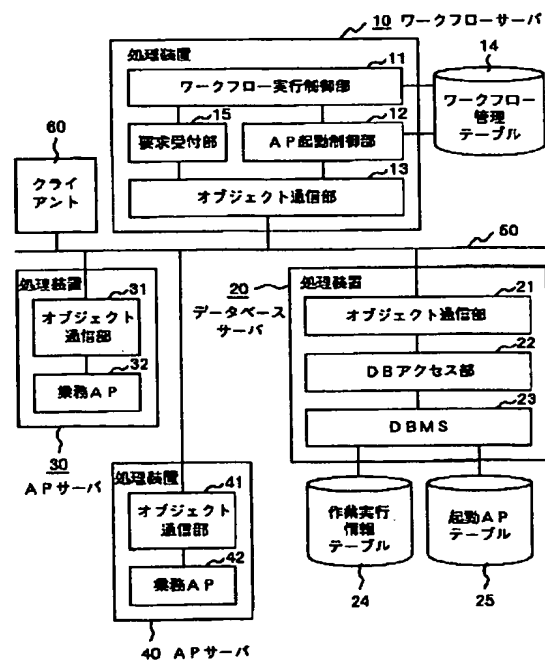 10 ワークフローサーバ
処理装置
11
ワークフロー実行制御部
14
ワークフロー
管理
テーブル
15
要求受付部
12
AP起動制御部
13
オブジェクト通信部
60
クライ
アント
50
処理装置
31
オブジェクト
通信部
32
業務AP
30
APサーバ
20
データベース
サーバ
処理装置
21
オブジェクト通信部
22
DBアクセス部
23
DBMS
作業実行
情報
テーブル
24
起動AP
テーブル
25
処理装置
41
オブジェクト
通信部
42
業務AP
40 APサーバ